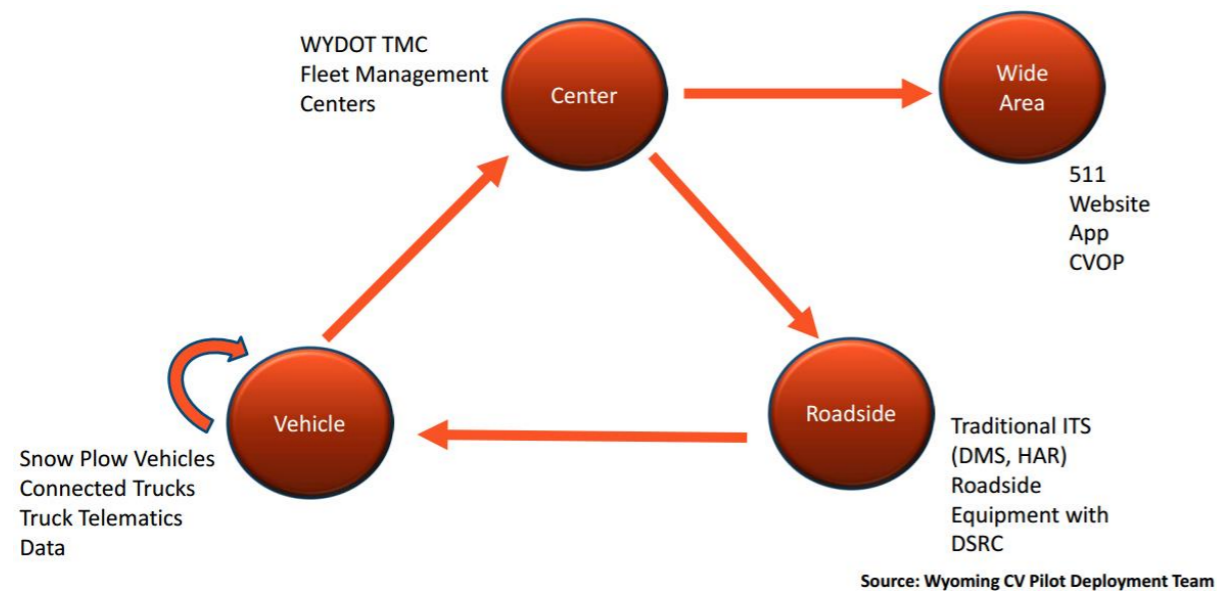 WYDOT TMC
Fleet Management
Centers
Center
Wide
Area
511
Website
App
CVOP
Vehicle
Snow Plow Vehicles
Connected Trucks
Truck Telematics
Data
Roadside
Traditional ITS
(DMS, HAR)
Roadside
Equipment with
DSRC
Source: Wyoming CV Pilot Deployment Team